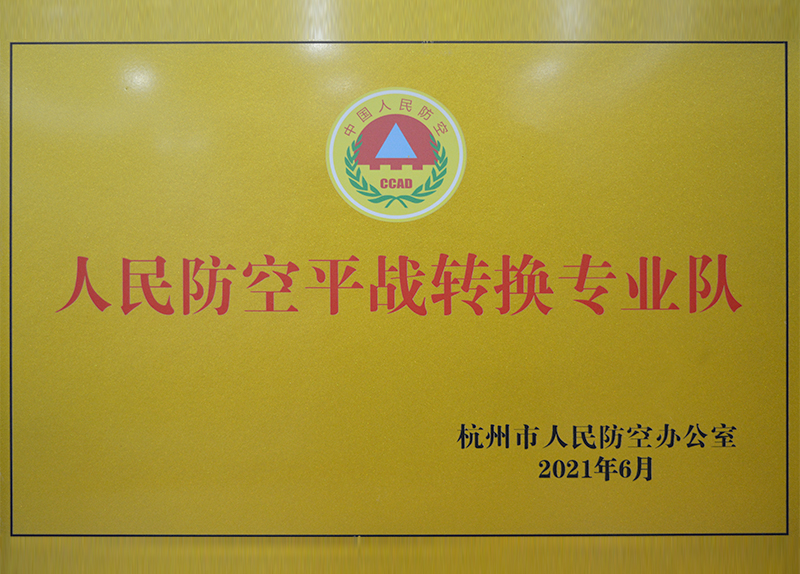 中国人民防空
CCAD
人民防空平战转换专业队
杭州市人民防空办公室
2021年6月